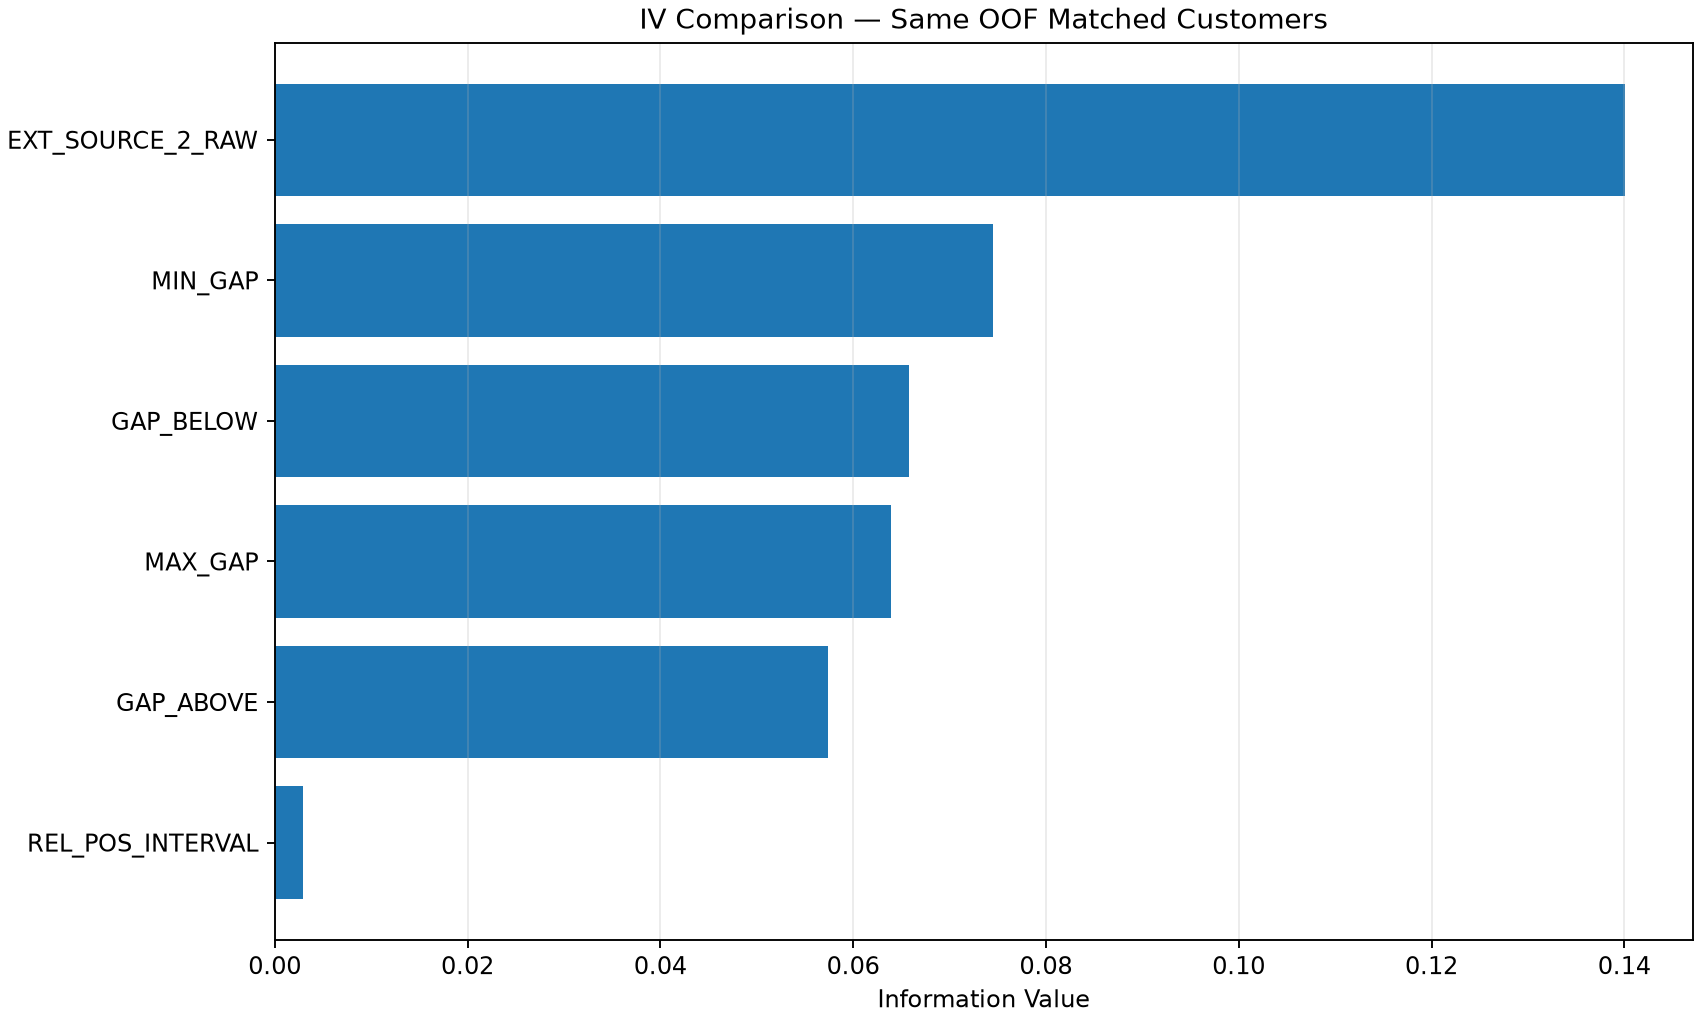 IV Comparison — Same OOF Matched Customers
EXT_SOURCE_2_RAW
MIN_GAP
GAP_BELOW
MAX_GAP
GAP_ABOVE
REL_POS_INTERVAL
0.00 0.02 0.04 0.06 0.08 0.10 0.12 0.14
Information Value